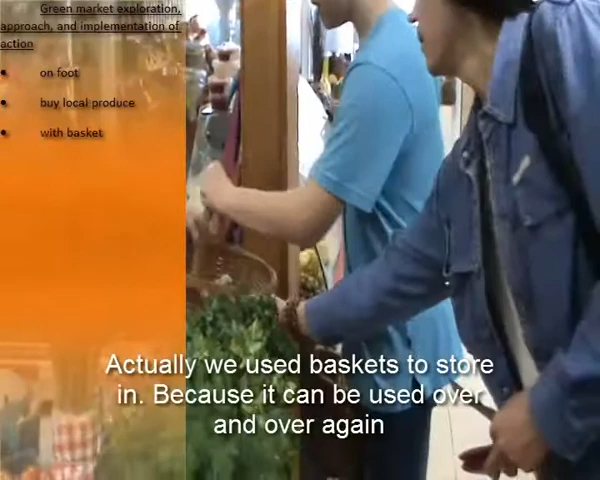 Green market exploration,
approach, and implementation of
action
• on foot
• buy local produce
• with basket
Actually we used baskets to store
in. Because it can be used over
and over again